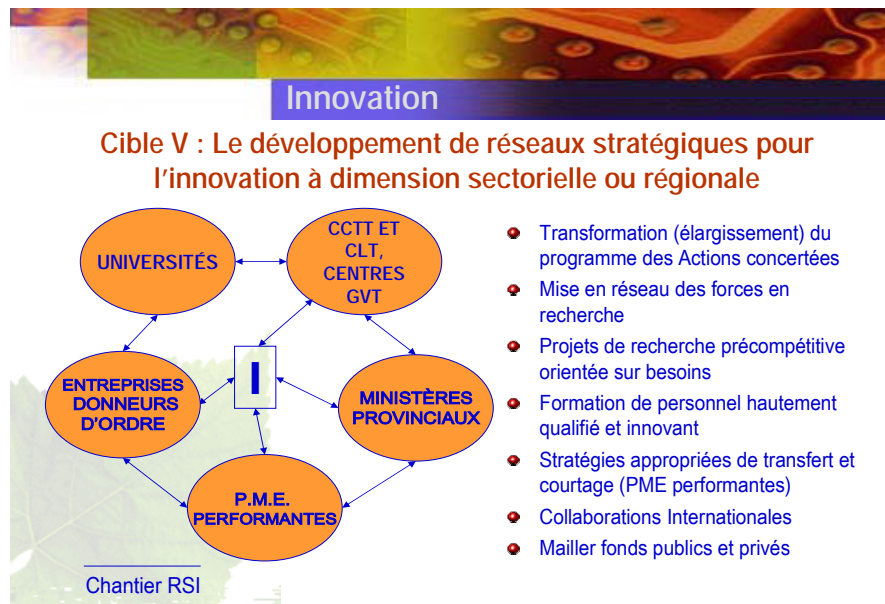 Innovation
Cible V : Le développement de réseaux stratégiques pour
l'innovation à dimension sectorielle ou régionale
UNIVERSITÉS
CCTT ET
CLT,
CENTRES
GVT
I
ENTREPRISES
DONNEURS
D'ORDRE
MINISTÈRES
PROVINCIAUX
P.M.E.
PERFORMANTES
Transformation (élargissement) du
programme des Actions concertées
Mise en réseau des forces en
recherche
Projets de recherche précompétitive
orientée sur besoins
Formation de personnel hautement
qualifié et innovant
Stratégies appropriées de transfert et
courtage (PME performantes)
Collaborations Internationales
Mailler fonds publics et privés
Chantier RSI